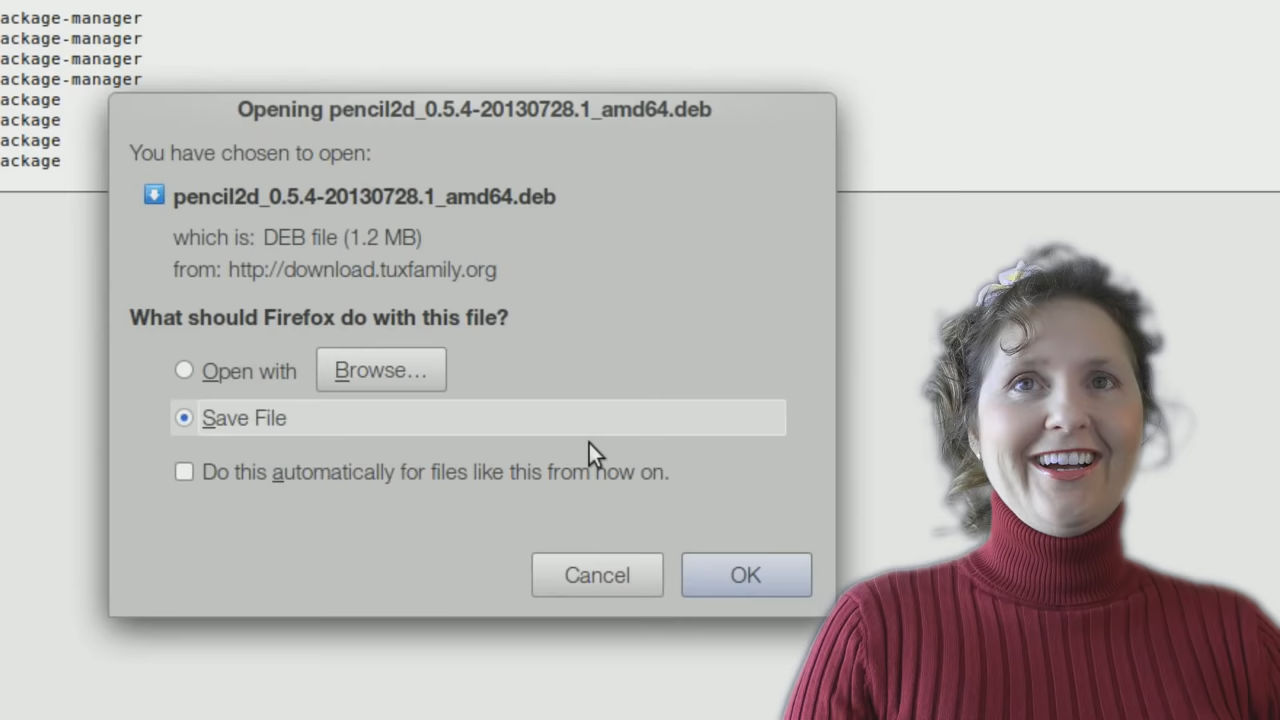 ackage-manager
ackage-manager
ackage-manager
ackage-manager
ackage
ackage
ackage
ackage
Opening pencil2d_0.5.4-20130728.1_amd64.deb
You have chosen to open:
pencil2d_0.5.4-20130728.1_amd64.deb
which is: DEB file (1.2 MB)
from: http://download.tuxfamily.org
What should Firefox do with this file?
Open with Browse...
Save File
Do this automatically for files like this from now on.
Cancel OK